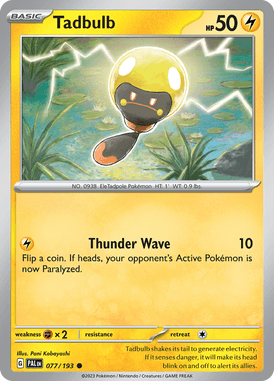 BASIC
Tadbulb
HP 50
NO. 0938 EleTadpole Pokémon HT: 1' WT: 0.9 lbs.
Thunder Wave 10
Flip a coin. If heads, your opponent's Active Pokémon is
now Paralyzed.
weakness ×2 resistance retreat
Illus. Poni Kobayashi
G PAL EN 077/193
Tadbulb shakes its tail to generate electricity.
If it senses danger, it will make its head
blink on and off to alert its allies.
©2023 Pokémon / Nintendo / Creatures / GAME FREAK